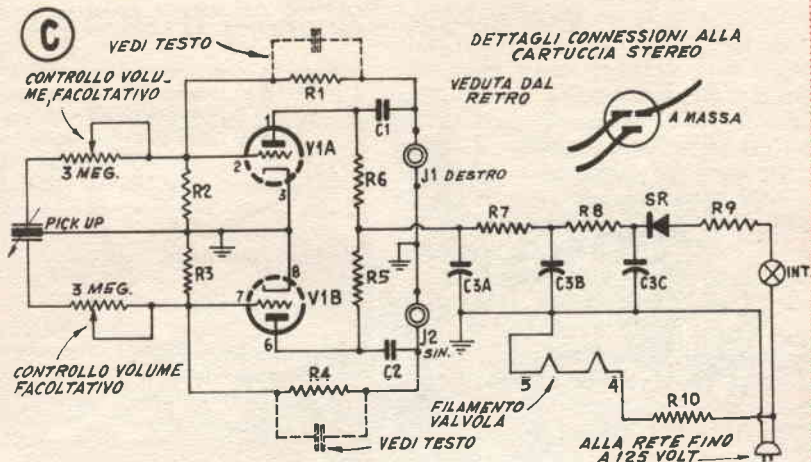 C
VEDI TESTO
DETTAGLI CONNESSIONI ALLA
CARTUCCIA STEREO
CONTROLLO VOLU-
ME, FACOLTATIVO
VEDUTA DAL
RETRO
A MASSA
R1
C1
1
V1A
2
3
J1 DESTRO
3 MEG.
R2
R6
PICK UP
R7
R8
SR
R9
R3
R5
C3A
C3B
C3C
INT.
3 MEG.
8
7
V1B
6
J2
SIN.
C2
CONTROLLO VOLUME
FACOLTATIVO
R4
VEDI TESTO
5
4
FILAMENTO
VALVOLA
R10
ALLA RETE FINO
A 125 VOLT